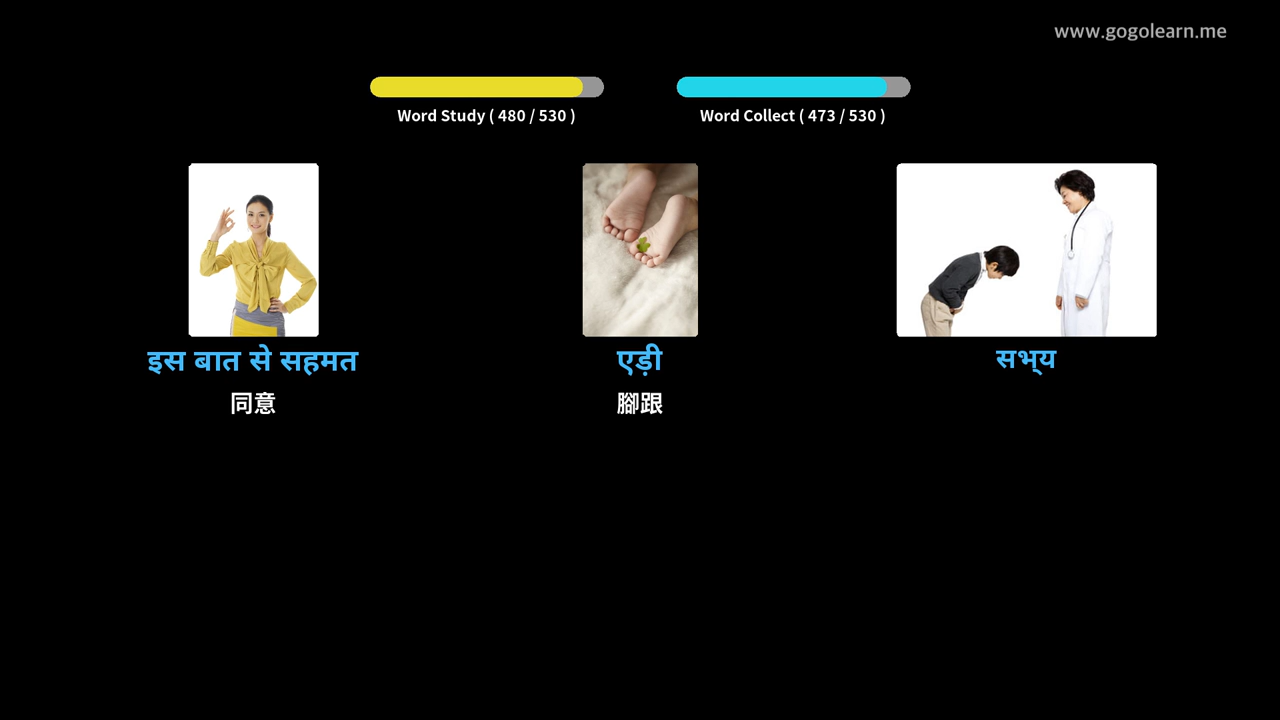 www.gogolearn.me
Word Study ( 480 / 530 )
Word Collect ( 473 / 530 )
इस बात से सहमत
एड़ी
सभ्य
同意
腳跟